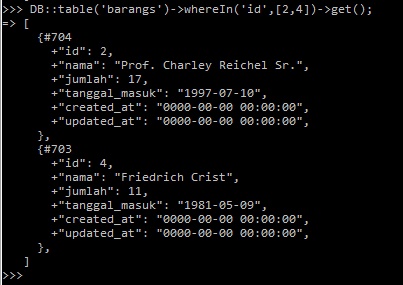 >>> DB::table('barangs')->whereIn('id',[2,4])->get();
=> [
     {#704
       +"id": 2,
       +"nama": "Prof. Charley Reichel Sr.",
       +"jumlah": 17,
       +"tanggal_masuk": "1997-07-10",
       +"created_at": "0000-00-00 00:00:00",
       +"updated_at": "0000-00-00 00:00:00",
     },
     {#703
       +"id": 4,
       +"nama": "Friedrich Crist",
       +"jumlah": 11,
       +"tanggal_masuk": "1981-05-09",
       +"created_at": "0000-00-00 00:00:00",
       +"updated_at": "0000-00-00 00:00:00",
     },
   ]
>>>